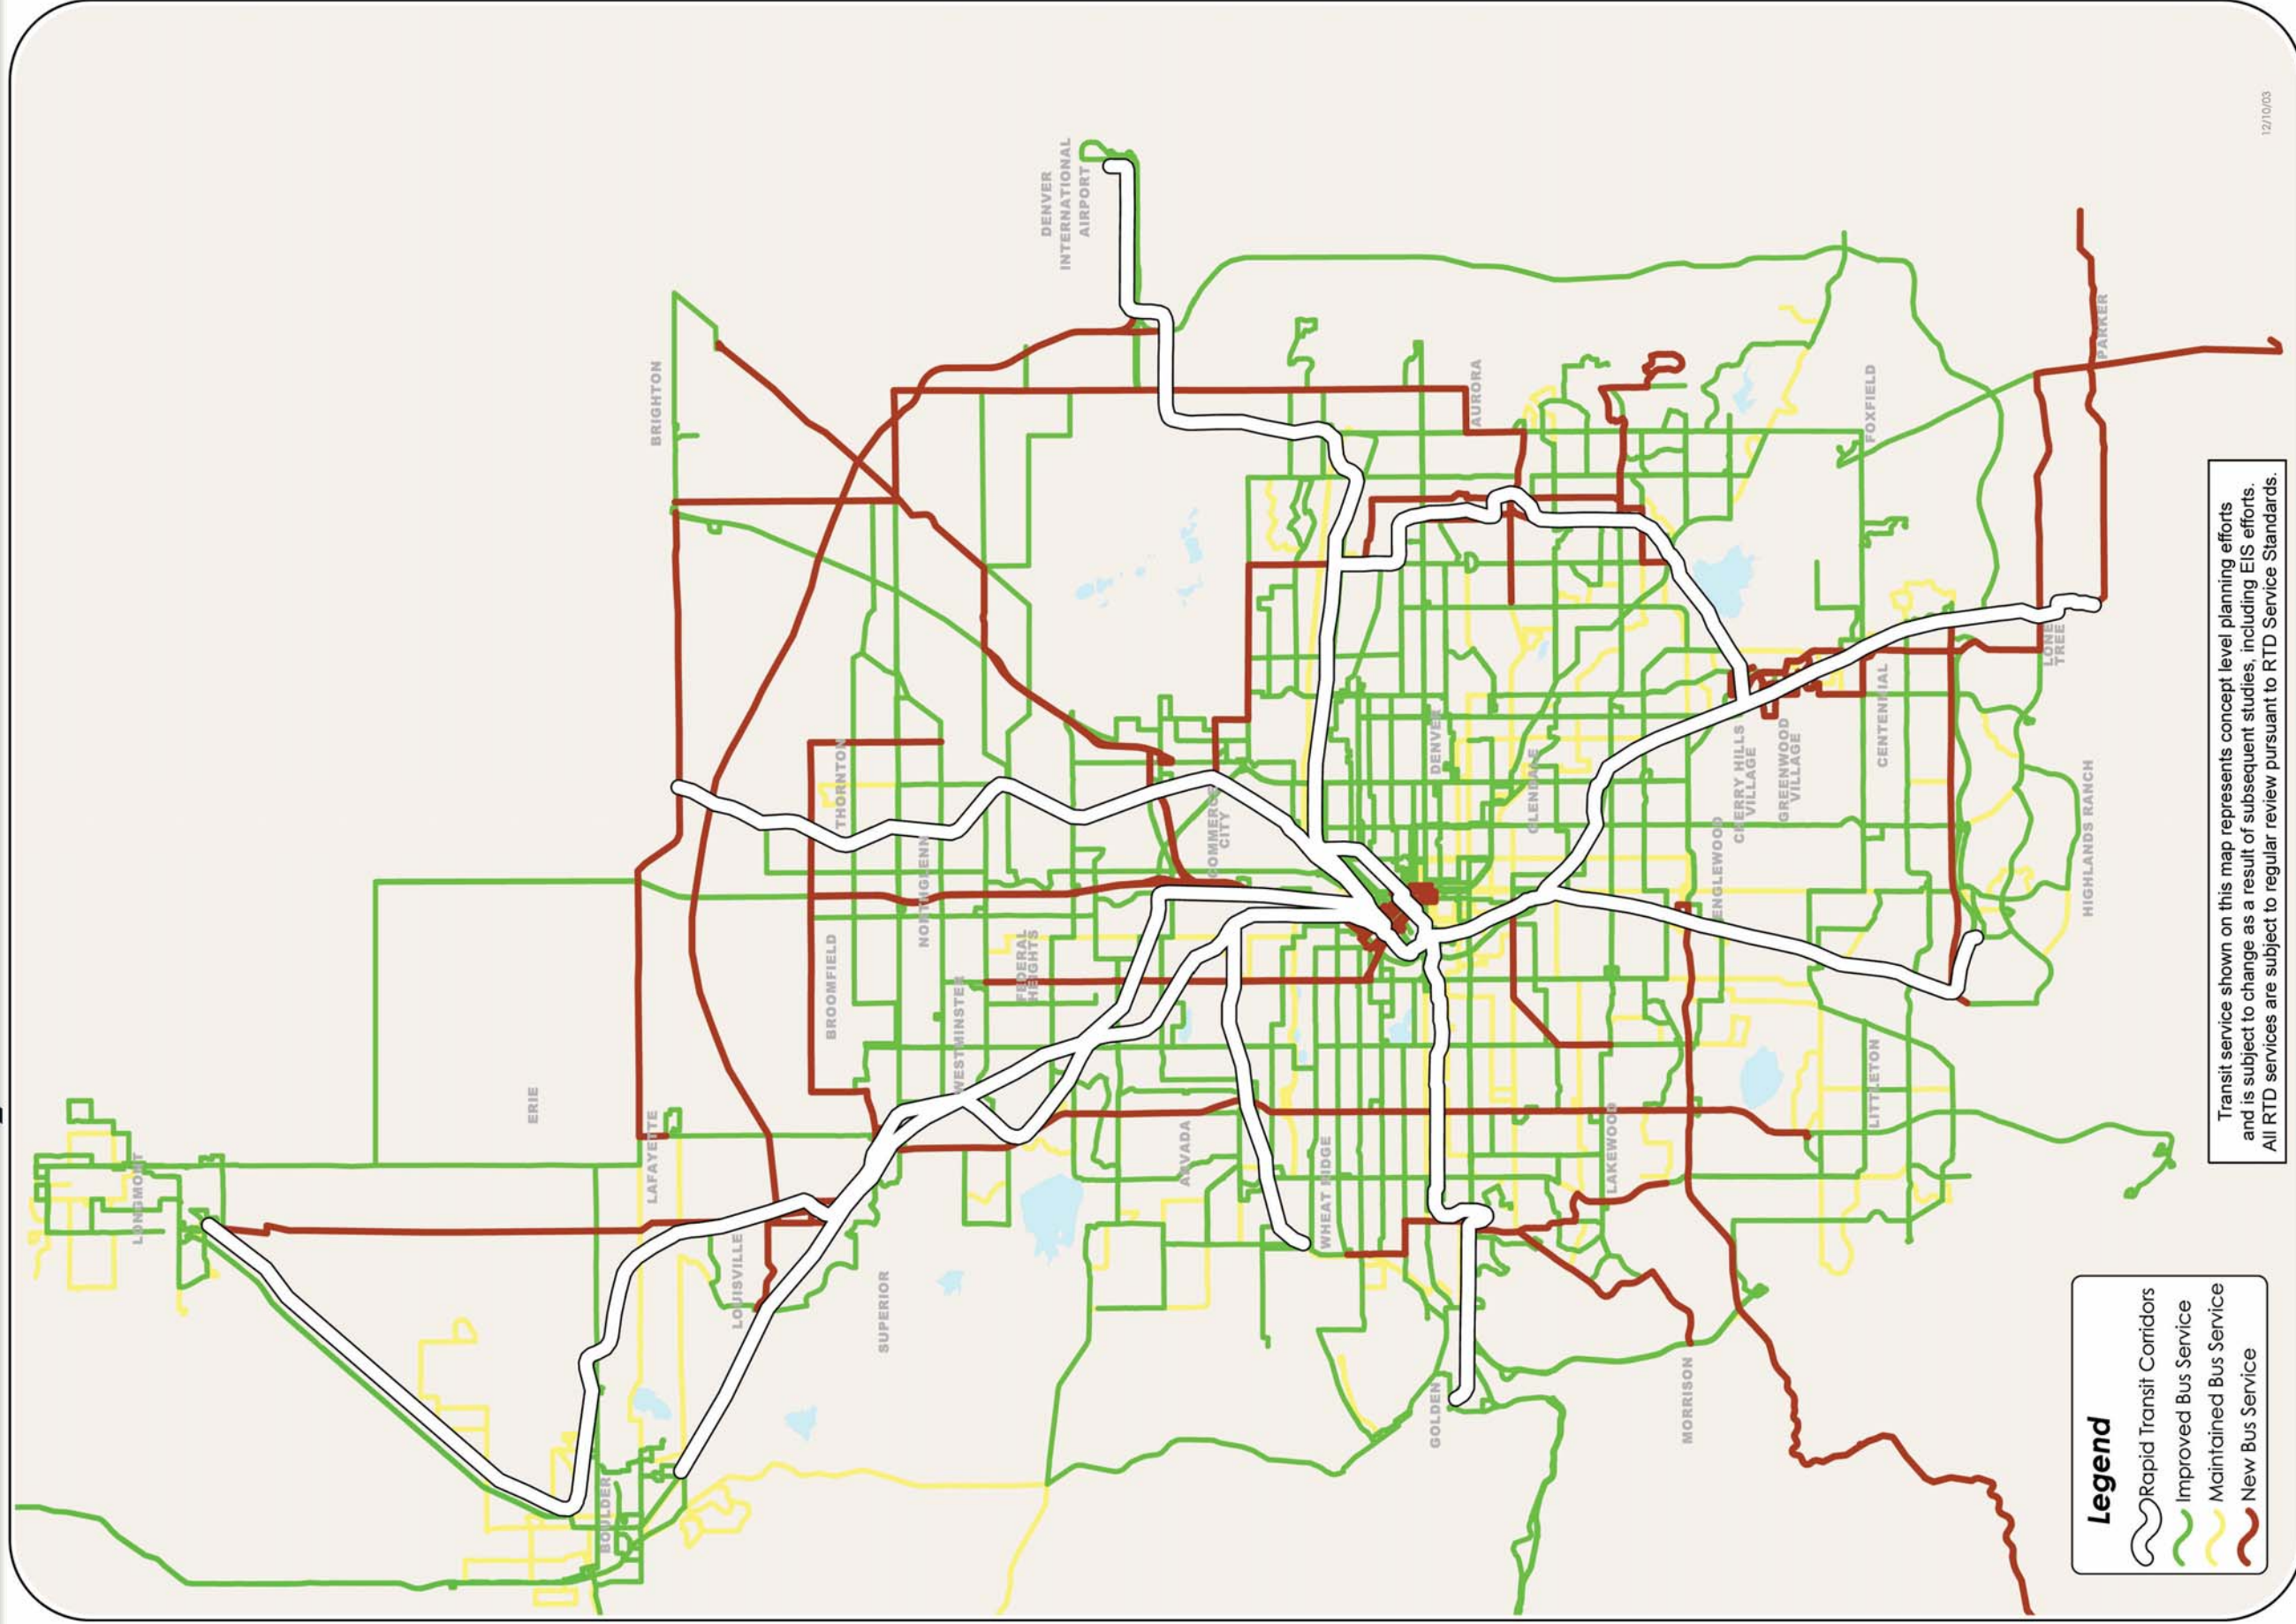 LONGMONT
ERIE
LAFAYETTE
BRIGHTON
BOULDER
LOUISVILLE
SUPERIOR
BROOMFIELD
THORNTON
NORTHGLENN
WESTMINSTER
FEDERAL
HEIGHTS
DENVER
INTERNATIONAL
AIRPORT
COMMERCE
CITY
ARVADA
WHEAT RIDGE
GOLDEN
DENVER
AURORA
GLENDALE
LAKEWOOD
MORRISON
ENGLEWOOD
CHERRY HILLS
VILLAGE
GREENWOOD
VILLAGE
LITTLETON
CENTENNIAL
FOXFIELD
HIGHLANDS RANCH
LONE
TREE
PARKER
Legend
Rapid Transit Corridors
Improved Bus Service
Maintained Bus Service
New Bus Service
Transit service shown on this map represents concept level planning efforts
and is subject to change as a result of subsequent studies, including EIS efforts.
All RTD services are subject to regular review pursuant to RTD Service Standards.
12/10/03